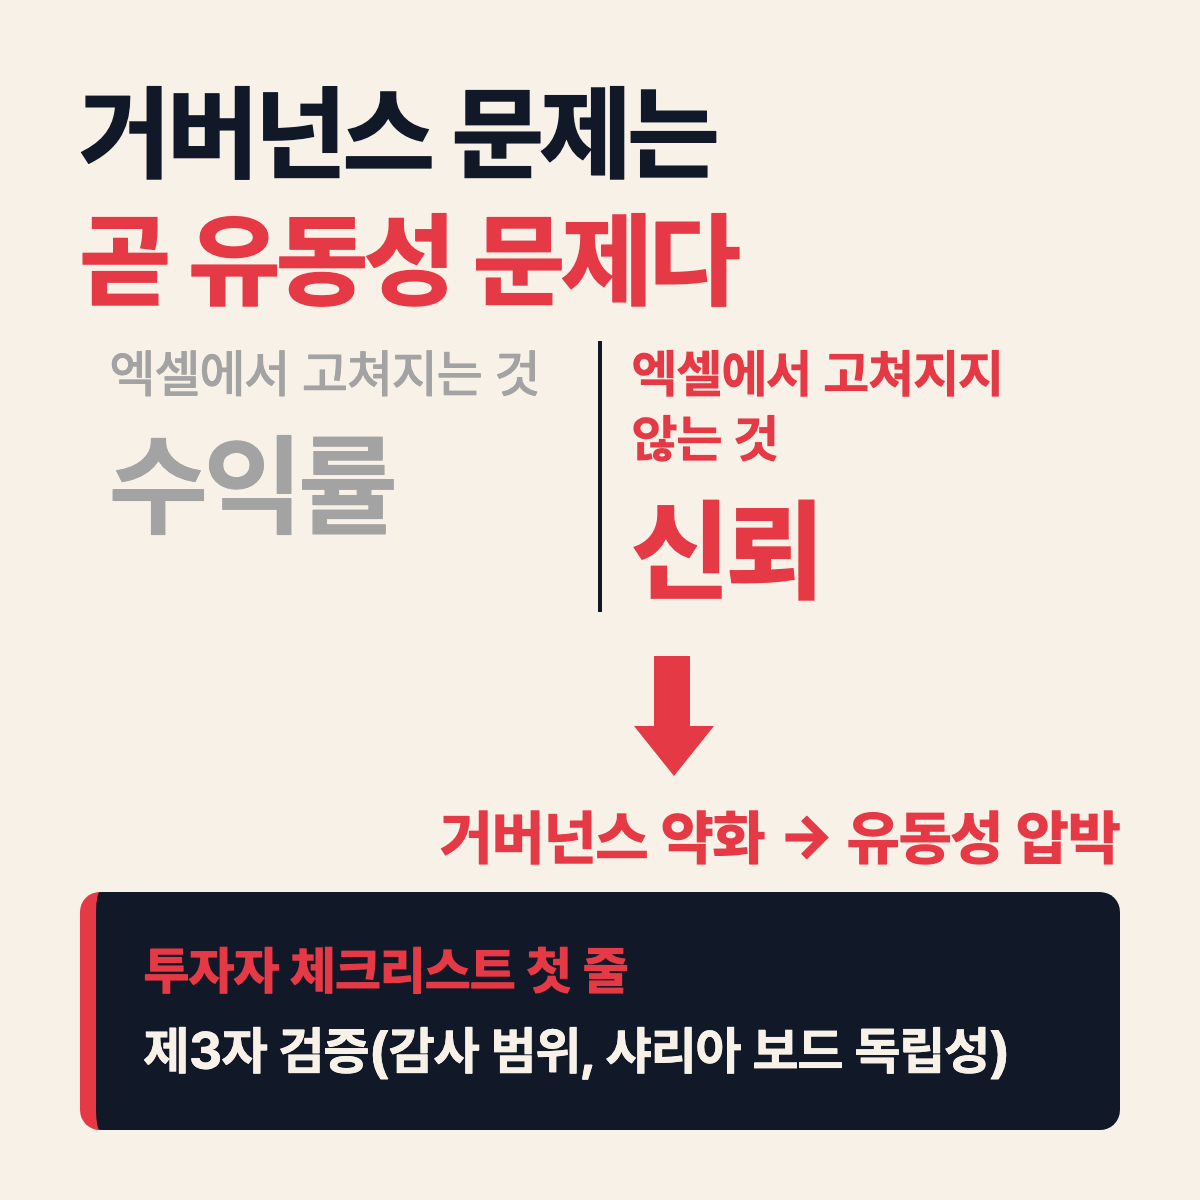 거버넌스 문제는
곧 유동성 문제다
엑셀에서 고쳐지는 것
수익률
엑셀에서 고쳐지지
않는 것
신뢰
거버넌스 약화 → 유동성 압박
투자자 체크리스트 첫 줄
제3자 검증(감사 범위, 샤리아 보드 독립성)